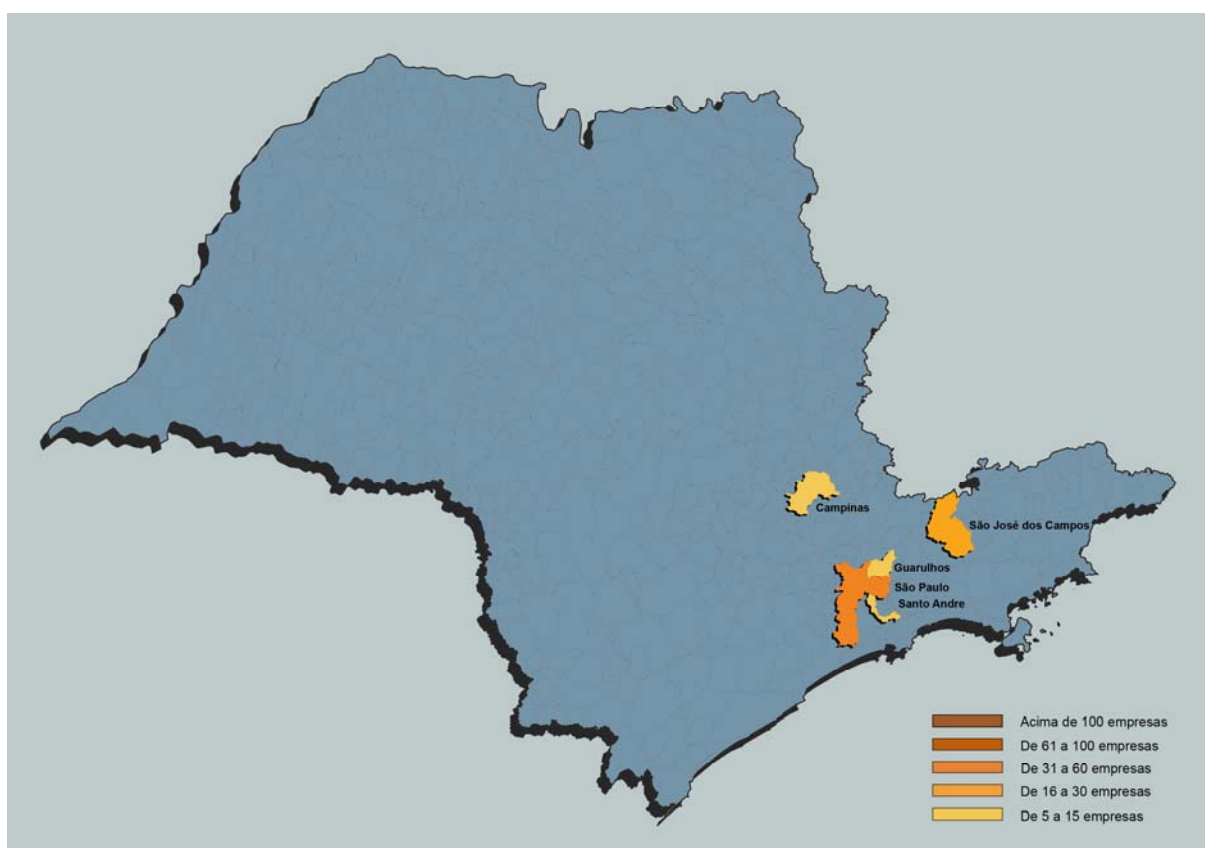 Campinas
São José dos Campos
Guarulhos
São Paulo
Santo Andre
Acima de 100 empresas
De 61 a 100 empresas
De 31 a 60 empresas
De 16 a 30 empresas
De 5 a 15 empresas